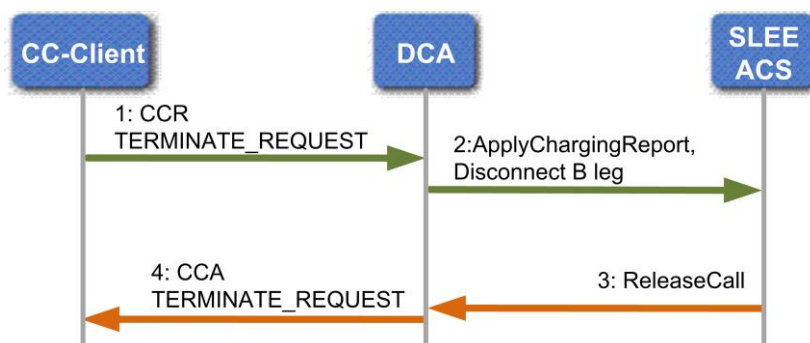 CC-Client
DCA
SLEE
ACS
1: CCR
TERMINATE_REQUEST
2:ApplyChargingReport,
Disconnect B leg
3: ReleaseCall
4: CCA
TERMINATE_REQUEST